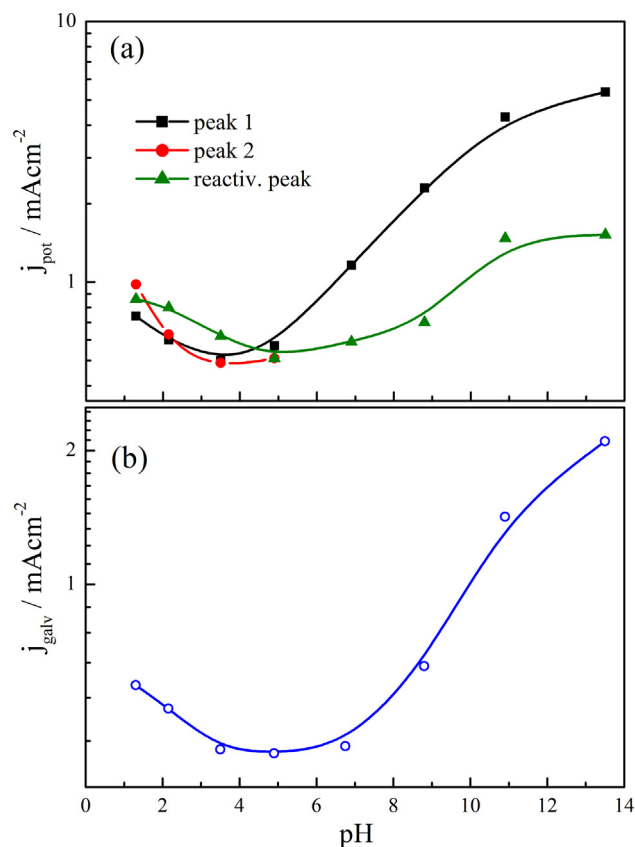 10
(a)
peak 1
peak 2
reactiv. peak
1
j_pot / mAcm⁻²
(b)
2
1
j_galv / mAcm⁻²
0 2 4 6 8 10 12 14
pH